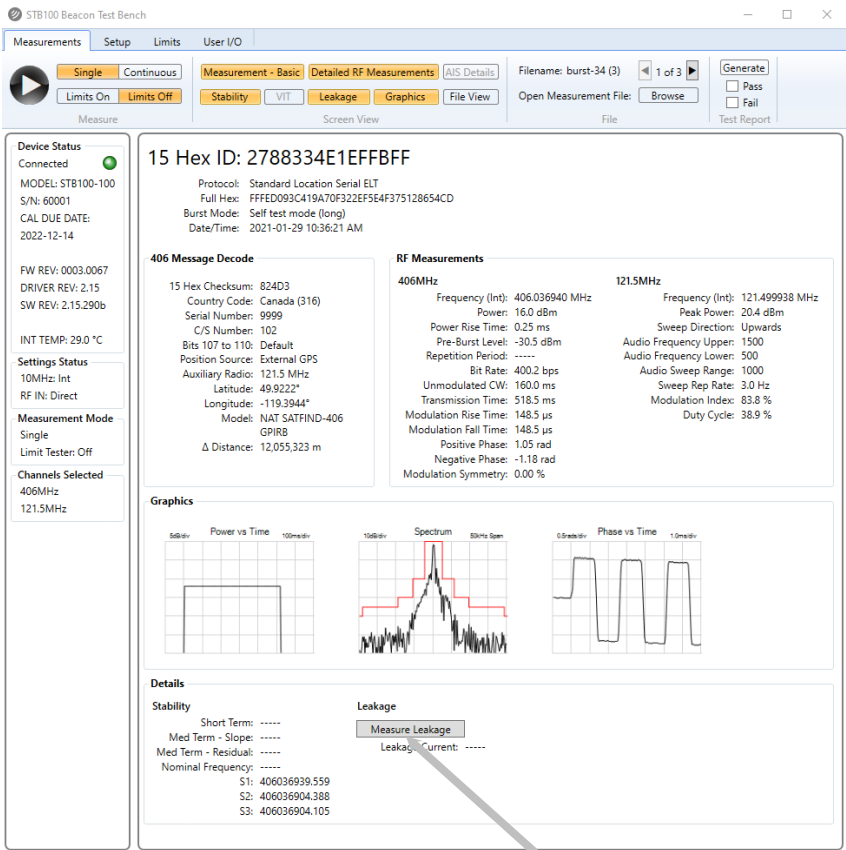 STB100 Beacon Test Bench
Measurements Setup Limits User I/O
Single Continuous
Limits On Limits Off
Measure
Measurement - Basic Detailed RF Measurements AIS Details
Stability VIT Leakage Graphics File View
Screen View
Filename: burst-34 (3) 1 of 3
Open Measurement File: Browse
File
Generate
Pass
Fail
Test Report
Device Status
Connected
MODEL: STB100-100
S/N: 60001
CAL DUE DATE:
2022-12-14
FW REV: 0003.0067
DRIVER REV: 2.15
SW REV: 2.15.290b
INT TEMP: 29.0 °C
Settings Status
10MHz: Int
RF IN: Direct
Measurement Mode
Single
Limit Tester: Off
Channels Selected
406MHz
121.5MHz
15 Hex ID: 2788334E1EFFBFF
Protocol: Standard Location Serial ELT
Full Hex: FFFED093C419A70F322EF5E4F375128654CD
Burst Mode: Self test mode (long)
Date/Time: 2021-01-29 10:36:21 AM
406 Message Decode
15 Hex Checksum: 824D3
Country Code: Canada (316)
Serial Number: 9999
C/S Number: 102
Bits 107 to 110: Default
Position Source: External GPS
Auxiliary Radio: 121.5 MHz
Latitude: 49.9222°
Longitude: -119.3944°
Model: NAT SATFIND-406
GPIRB
Δ Distance: 12,055,323 m
RF Measurements
406MHz
Frequency (Int): 406.036940 MHz
Power: 16.0 dBm
Power Rise Time: 0.25 ms
Pre-Burst Level: -30.5 dBm
Repetition Period: -----
Bit Rate: 400.2 bps
Unmodulated CW: 160.0 ms
Transmission Time: 518.5 ms
Modulation Rise Time: 148.5 µs
Modulation Fall Time: 148.5 µs
Positive Phase: 1.05 rad
Negative Phase: -1.18 rad
Modulation Symmetry: 0.00 %
121.5MHz
Frequency (Int): 121.499938 MHz
Peak Power: 20.4 dBm
Sweep Direction: Upwards
Audio Frequency Upper: 1500
Audio Frequency Lower: 500
Audio Sweep Range: 1000
Sweep Rep Rate: 3.0 Hz
Modulation Index: 83.8 %
Duty Cycle: 38.9 %
Graphics
5dB/div Power vs Time 100ms/div
10dB/div Spectrum 50kHz Span
0.5rads/div Phase vs Time 1.0ms/div
Details
Stability
Short Term: -----
Med Term - Slope: -----
Med Term - Residual: -----
Nominal Frequency: -----
S1: 406036939.559
S2: 406036904.388
S3: 406036904.105
Leakage
Measure Leakage
Leakage Current: -----